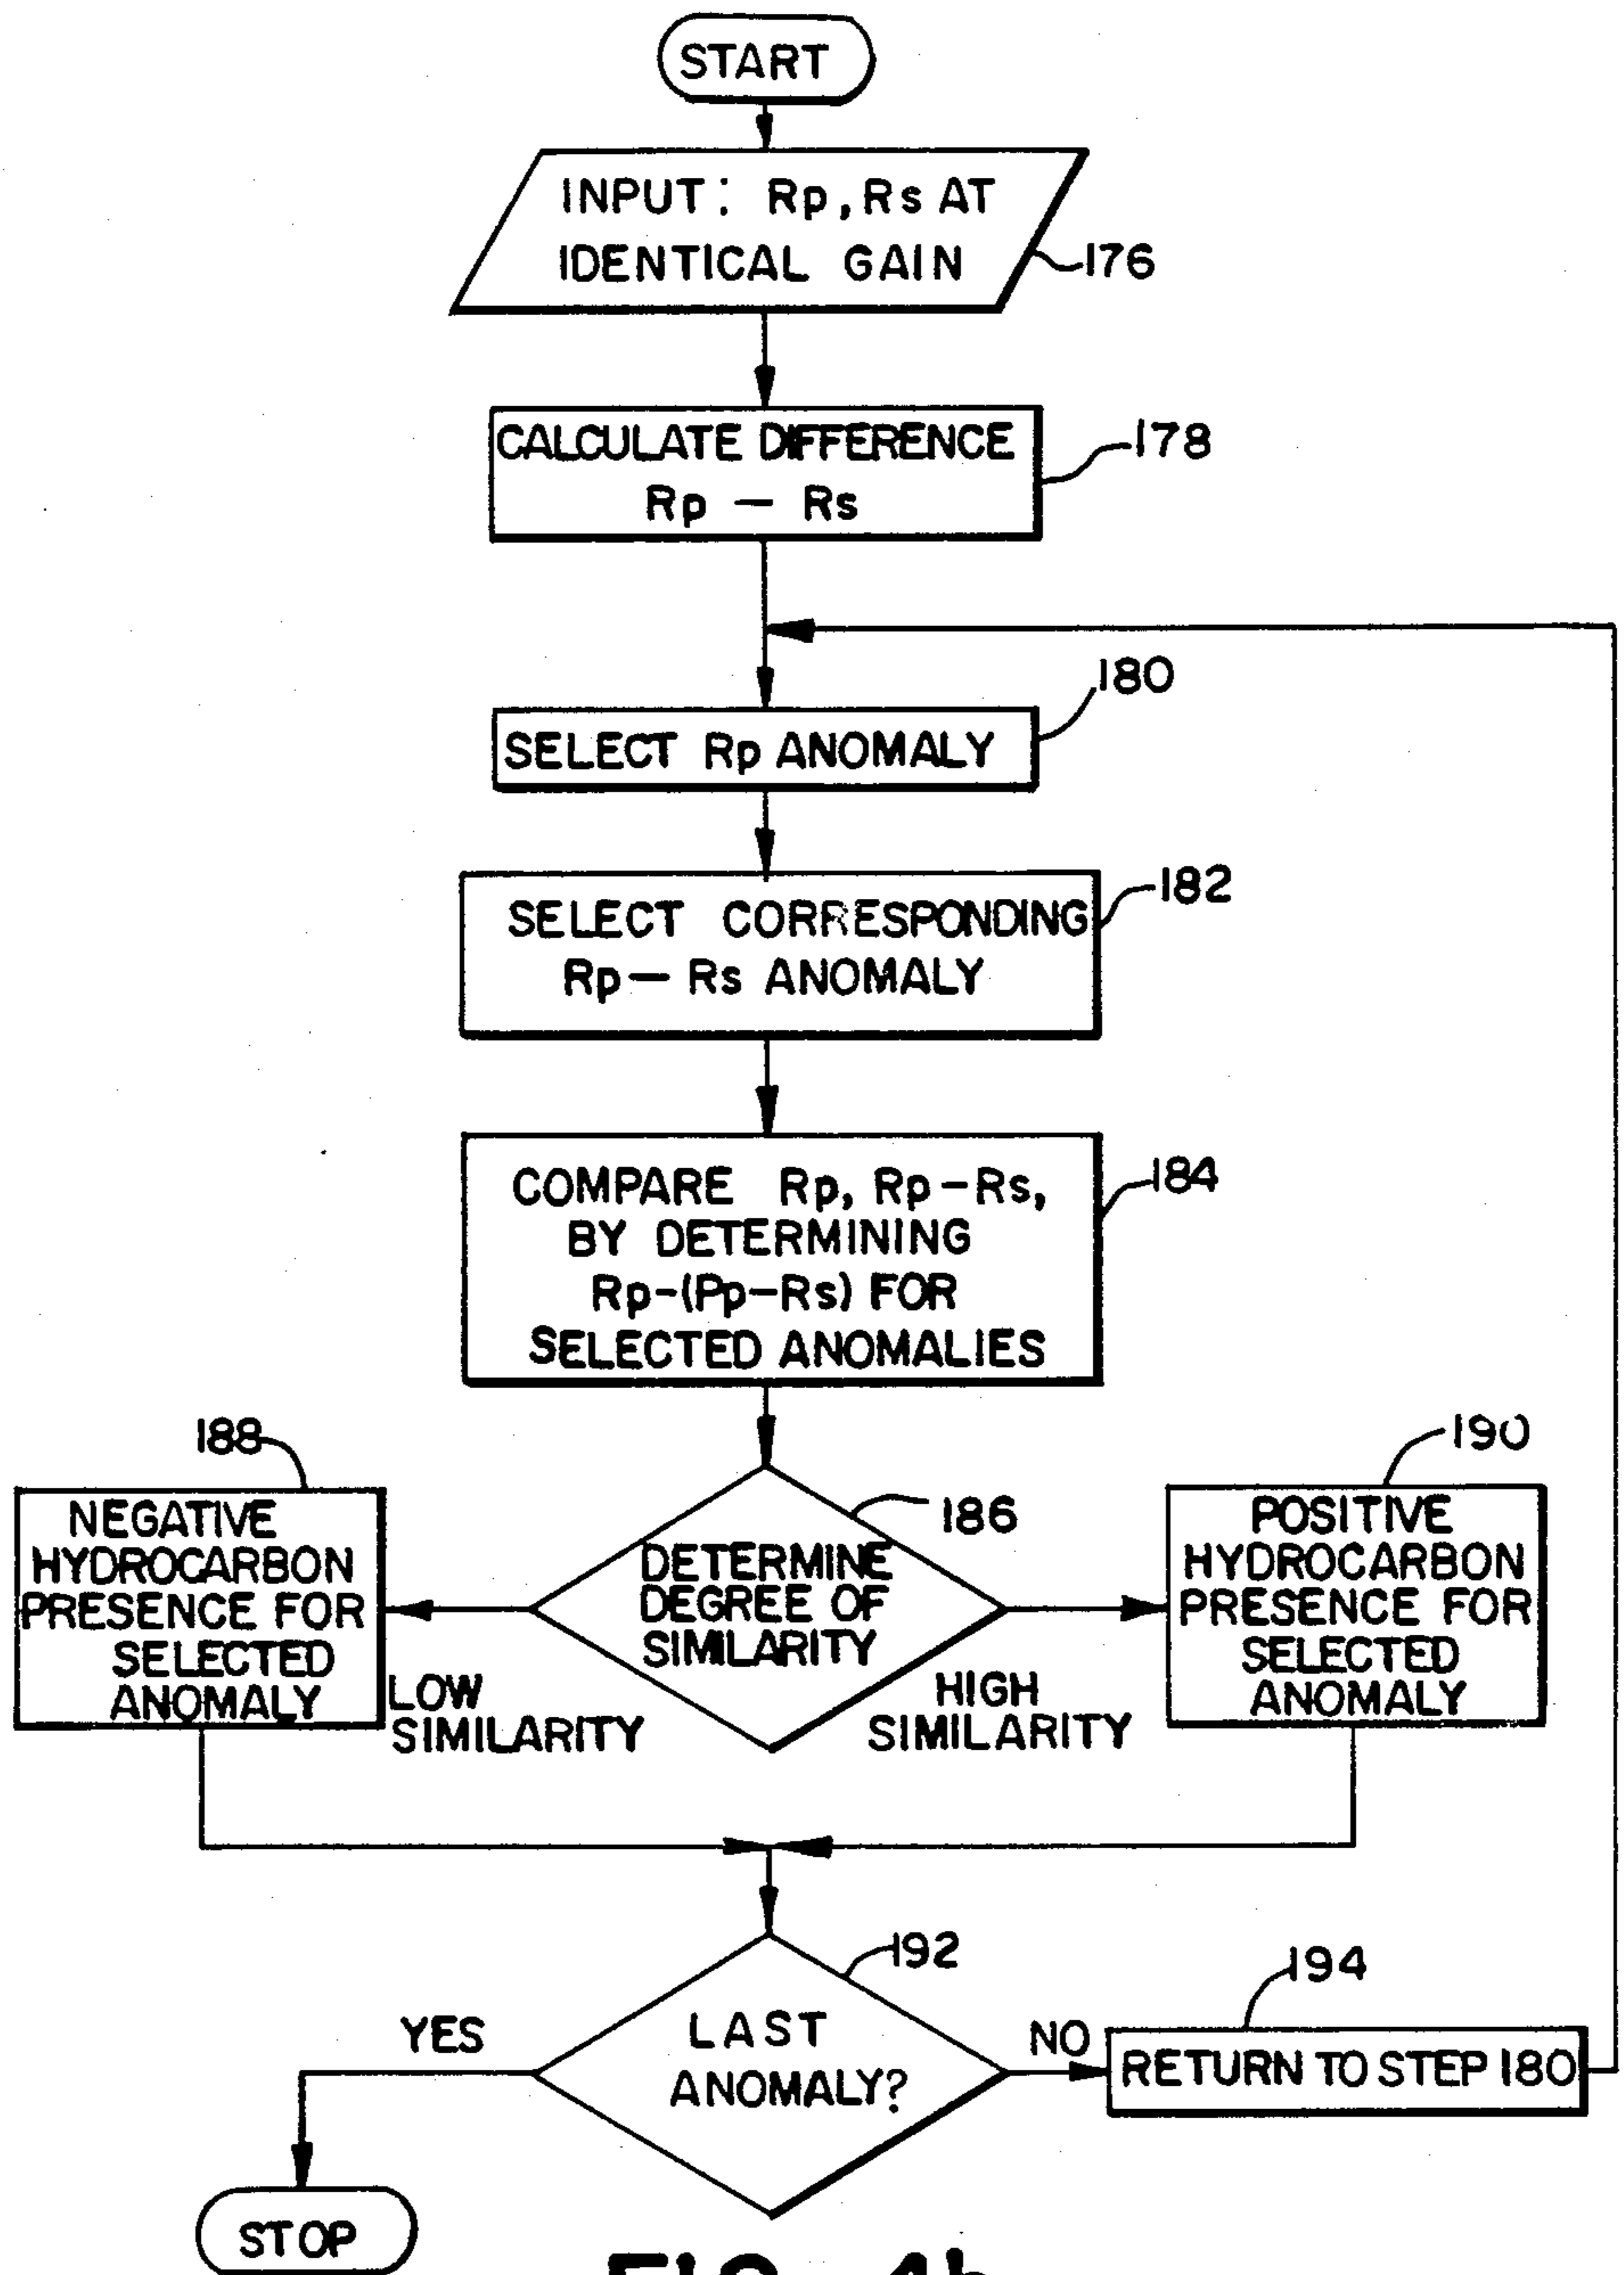 START
INPUT: Rp, Rs AT
IDENTICAL GAIN
176
CALCULATE DIFFERENCE
Rp — Rs
178
180
SELECT Rp ANOMALY
182
SELECT CORRESPONDING
Rp — Rs ANOMALY
184
COMPARE Rp, Rp-Rs,
BY DETERMINING
Rp-(Pp-Rs) FOR
SELECTED ANOMALIES
188
NEGATIVE
HYDROCARBON
PRESENCE FOR
SELECTED
ANOMALY
186
DETERMINE
DEGREE OF
SIMILARITY
LOW
SIMILARITY
HIGH
SIMILARITY
190
POSITIVE
HYDROCARBON
PRESENCE FOR
SELECTED
ANOMALY
192
LAST
ANOMALY?
YES
NO
194
RETURN TO STEP 180
STOP